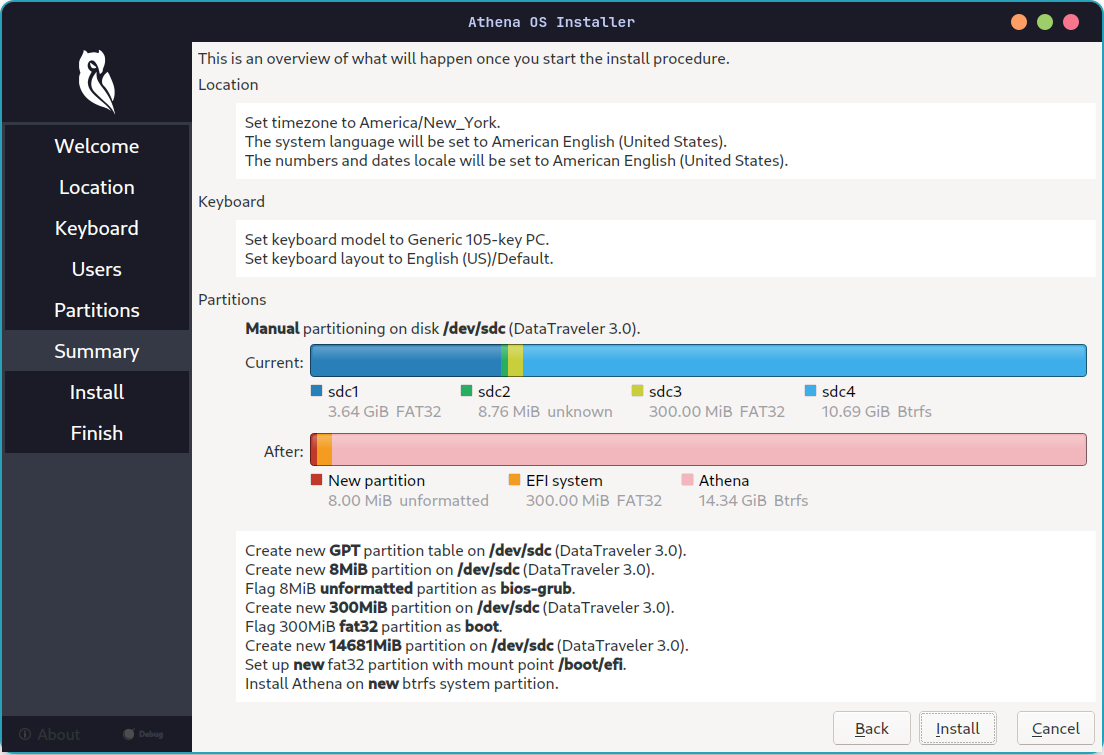 Athena OS Installer
Welcome
Location
Keyboard
Users
Partitions
Summary
Install
Finish
About
Debug
This is an overview of what will happen once you start the install procedure.
Location
Set timezone to America/New_York.
The system language will be set to American English (United States).
The numbers and dates locale will be set to American English (United States).
Keyboard
Set keyboard model to Generic 105-key PC.
Set keyboard layout to English (US)/Default.
Partitions
Manual partitioning on disk /dev/sdc (DataTraveler 3.0).
Current:
sdc1 sdc2 sdc3 sdc4
3.64 GiB FAT32 8.76 MiB unknown 300.00 MiB FAT32 10.69 GiB Btrfs
After:
New partition EFI system Athena
8.00 MiB unformatted 300.00 MiB FAT32 14.34 GiB Btrfs
Create new GPT partition table on /dev/sdc (DataTraveler 3.0).
Create new 8MiB partition on /dev/sdc (DataTraveler 3.0).
Flag 8MiB unformatted partition as bios-grub.
Create new 300MiB partition on /dev/sdc (DataTraveler 3.0).
Flag 300MiB fat32 partition as boot.
Create new 14681MiB partition on /dev/sdc (DataTraveler 3.0).
Set up new fat32 partition with mount point /boot/efi.
Install Athena on new btrfs system partition.
Back Install Cancel